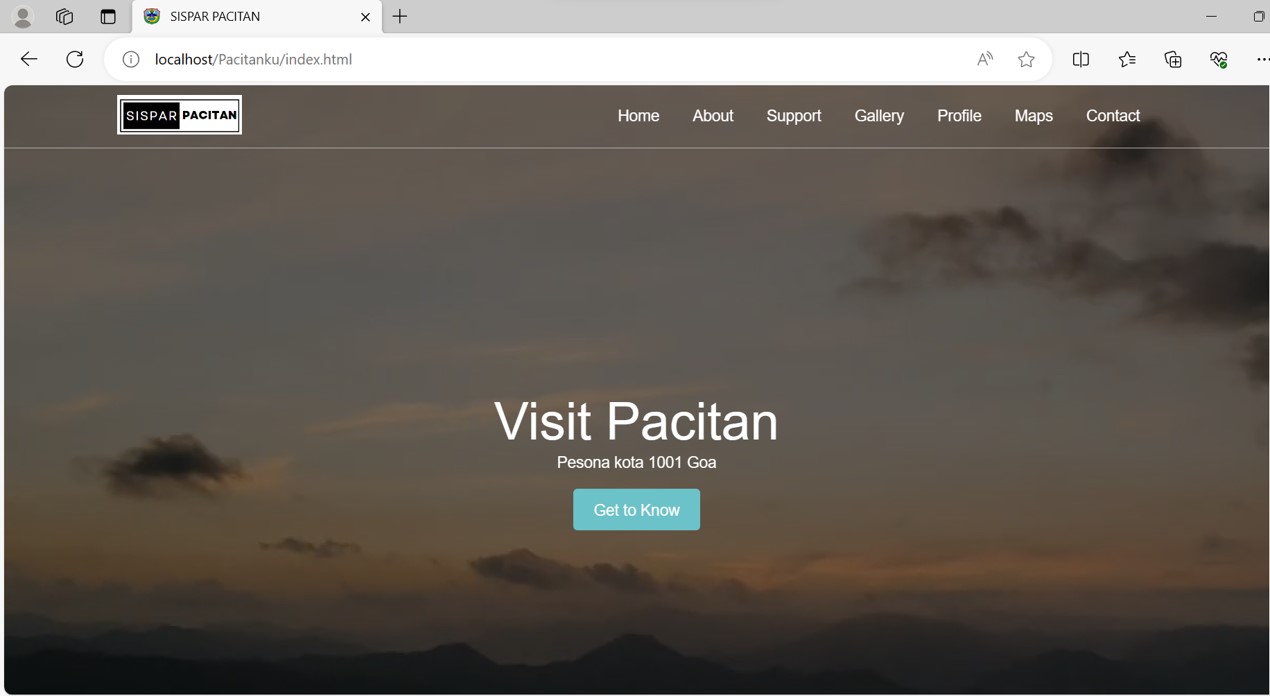 SISPAR PACITAN
localhost/Pacitanku/index.html
SISPAR PACITAN
Home About Support Gallery Profile Maps Contact
Visit Pacitan
Pesona kota 1001 Goa
Get to Know